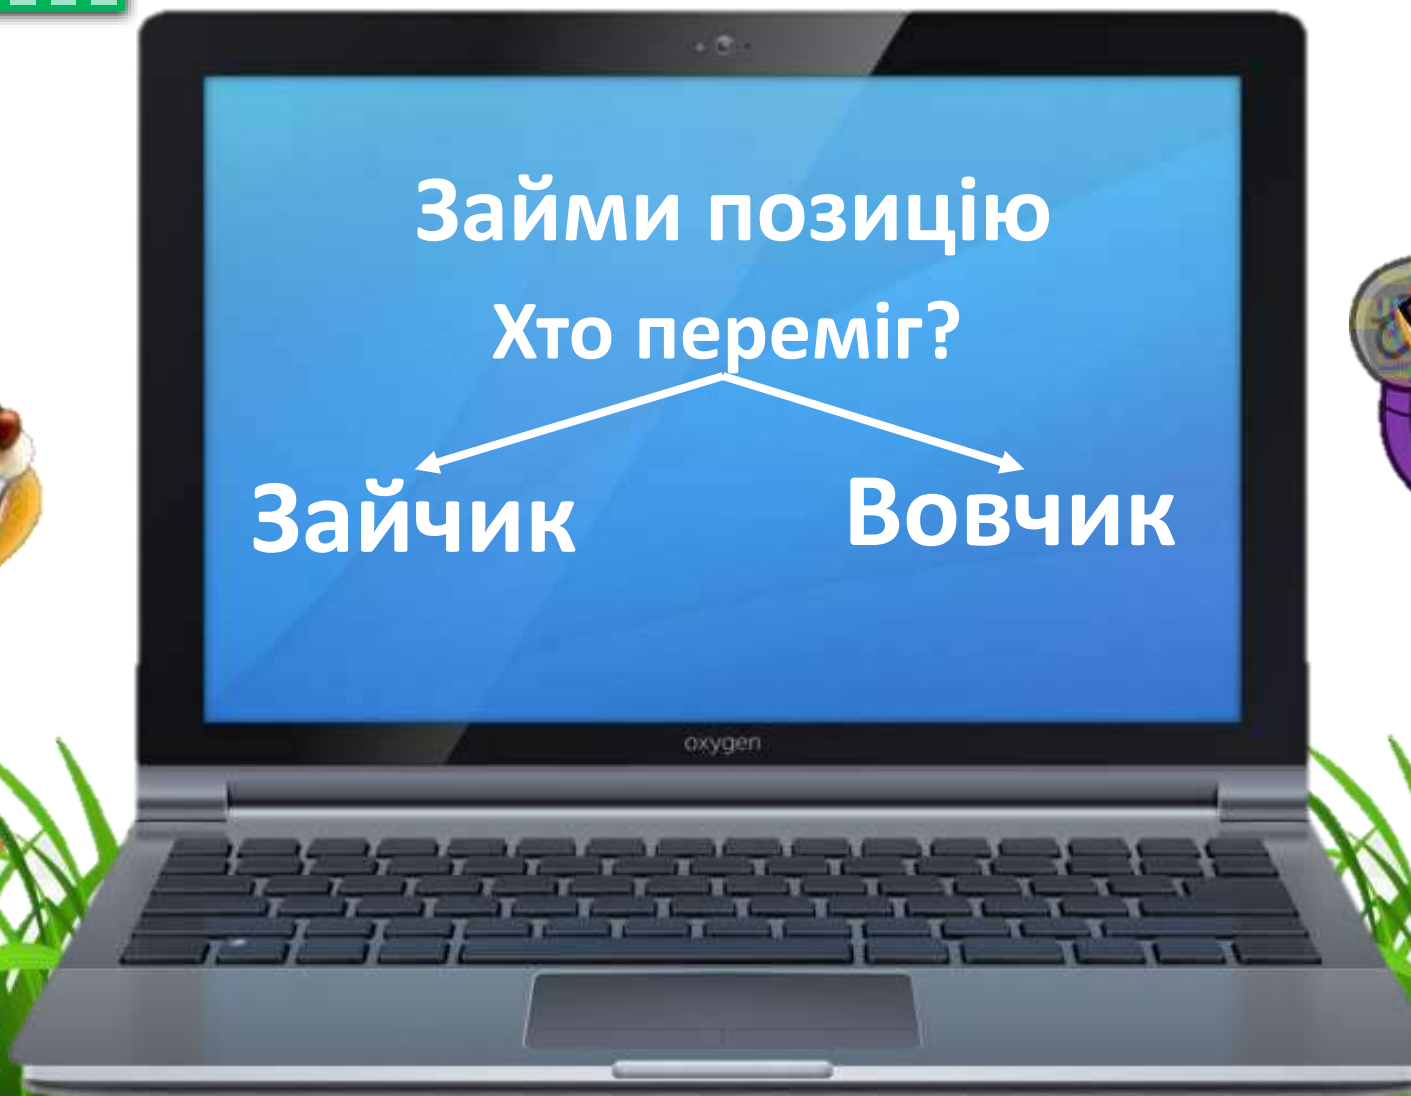 Займи позицію
Хто переміг?
Зайчик
Вовчик
oxygen